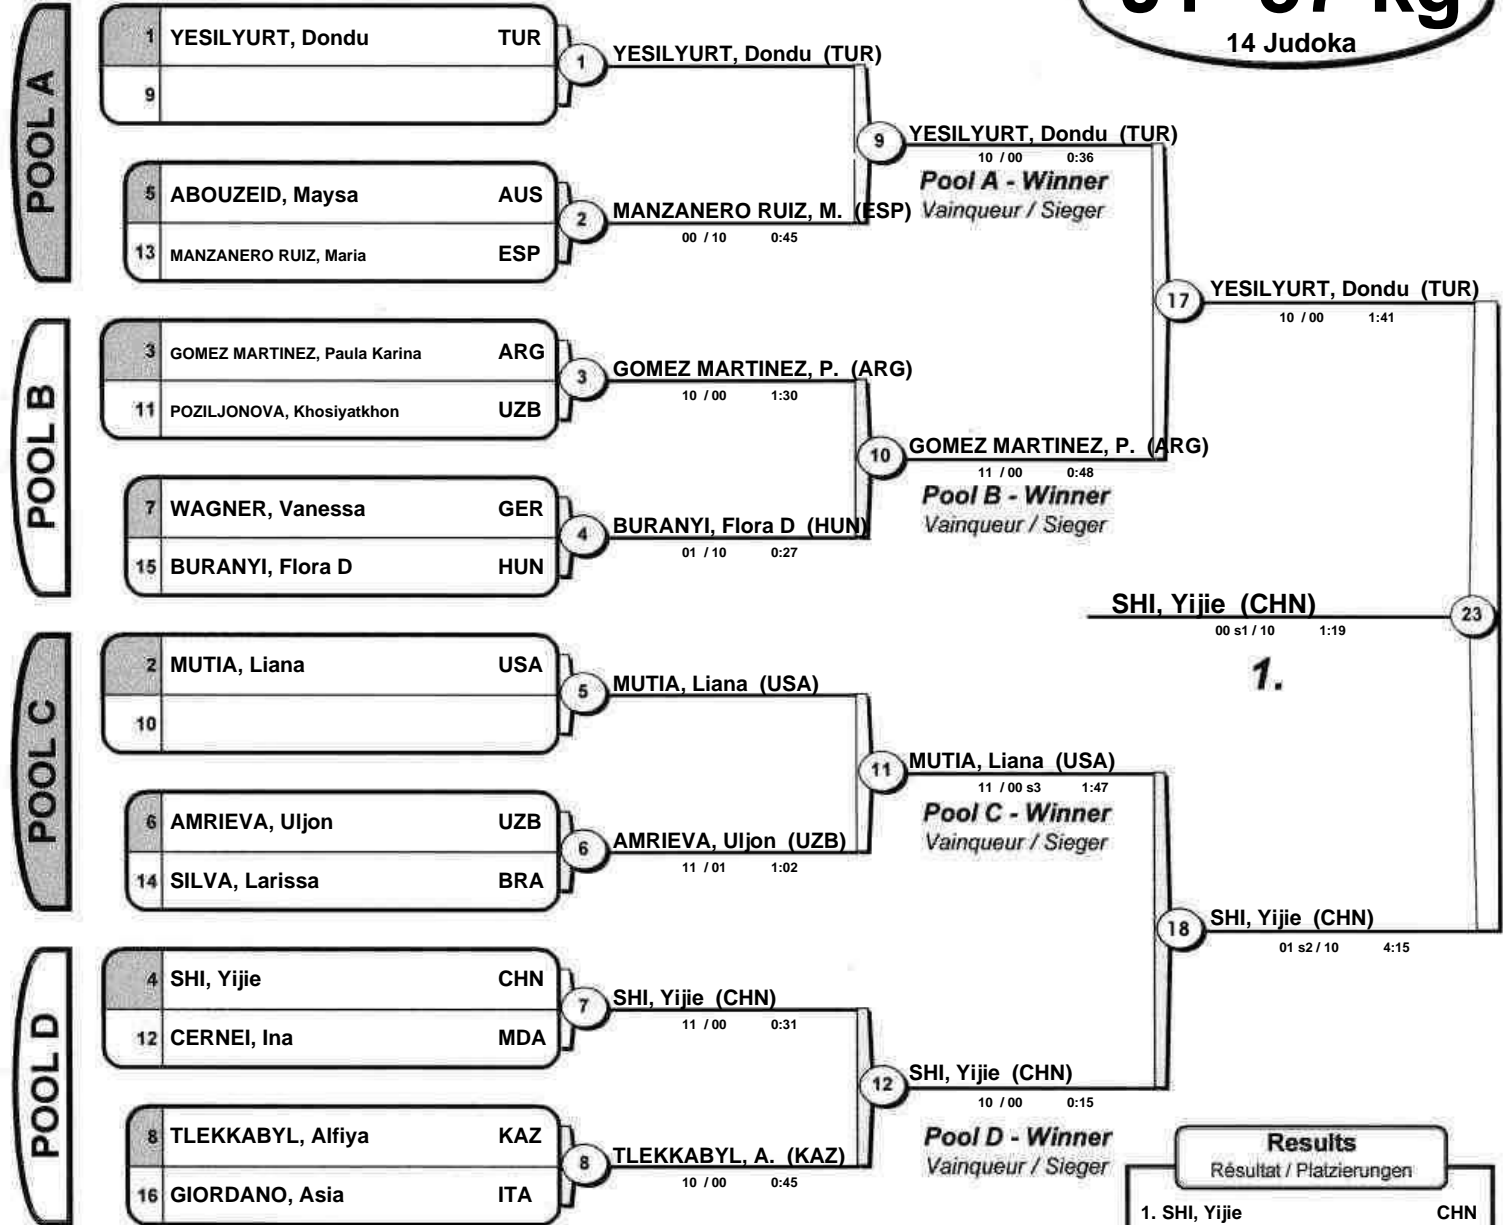 14 Judoka
POOL A
1 YESILYURT, Dondu TUR
9
1
YESILYURT, Dondu (TUR)
5 ABOUZEID, Maysa AUS
13 MANZANERO RUIZ, Maria ESP
2
MANZANERO RUIZ, M. (ESP)
00 / 10 0:45
9
YESILYURT, Dondu (TUR)
10 / 00 0:36
Pool A - Winner
Vainqueur / Sieger
POOL B
3 GOMEZ MARTINEZ, Paula Karina ARG
11 POZILJONOVA, Khosiyatkhon UZB
3
GOMEZ MARTINEZ, P. (ARG)
10 / 00 1:30
7 WAGNER, Vanessa GER
15 BURANYI, Flora D HUN
4
BURANYI, Flora D (HUN)
01 / 10 0:27
10
GOMEZ MARTINEZ, P. (ARG)
11 / 00 0:48
Pool B - Winner
Vainqueur / Sieger
17
YESILYURT, Dondu (TUR)
10 / 00 1:41
POOL C
2 MUTIA, Liana USA
10
5
MUTIA, Liana (USA)
6 AMRIEVA, Uljon UZB
14 SILVA, Larissa BRA
6
AMRIEVA, Uljon (UZB)
11 / 01 1:02
11
MUTIA, Liana (USA)
11 / 00 s3 1:47
Pool C - Winner
Vainqueur / Sieger
POOL D
4 SHI, Yijie CHN
12 CERNEI, Ina MDA
7
SHI, Yijie (CHN)
11 / 00 0:31
8 TLEKKABYL, Alfiya KAZ
16 GIORDANO, Asia ITA
8
TLEKKABYL, A. (KAZ)
10 / 00 0:45
12
SHI, Yijie (CHN)
10 / 00 0:15
Pool D - Winner
Vainqueur / Sieger
18
SHI, Yijie (CHN)
01 s2 / 10 4:15
SHI, Yijie (CHN)
23
00 s1 / 10 1:19
1.
Results
Résultat / Platzierungen
1. SHI, Yijie CHN